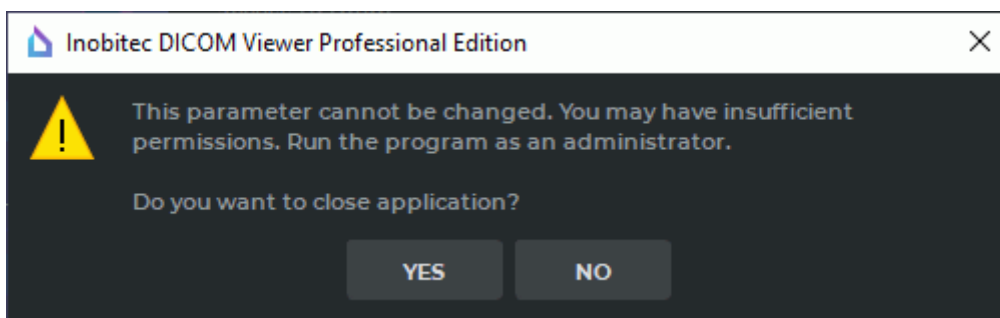 Inobitec DICOM Viewer Professional Edition
This parameter cannot be changed. You may have insufficient
permissions. Run the program as an administrator.
Do you want to close application?
YES
NO